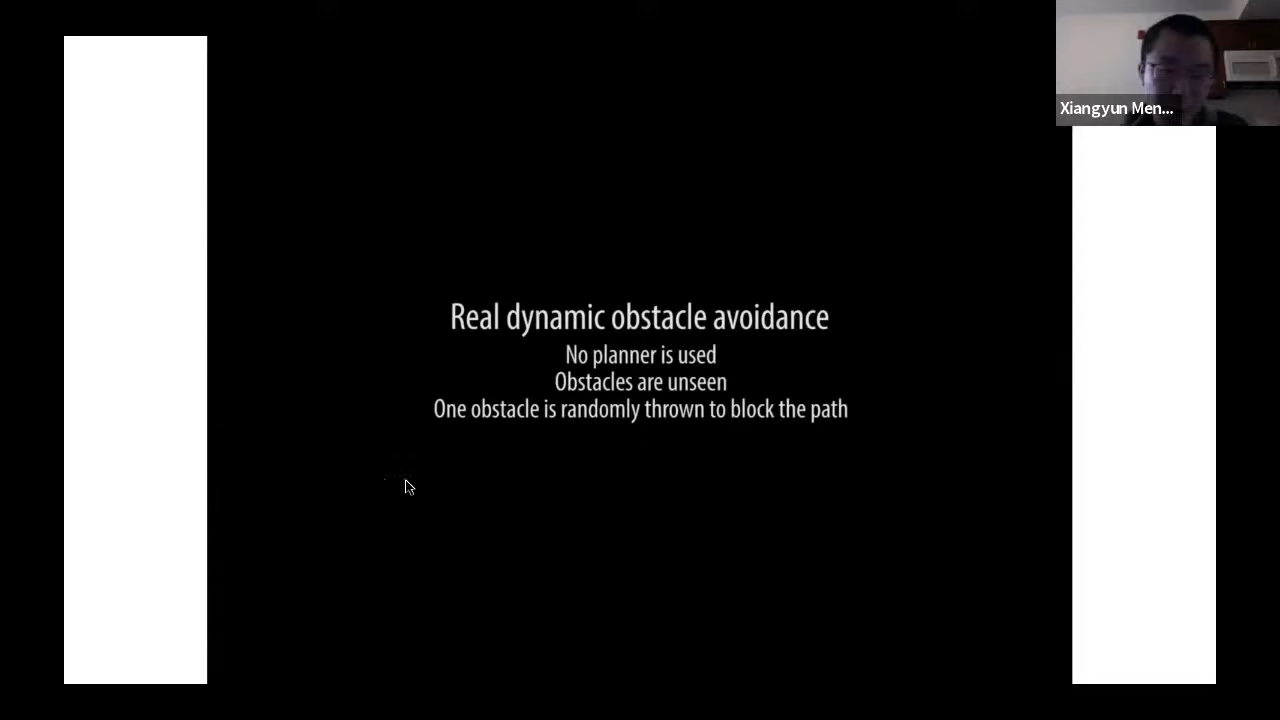 Xiangyun Men...
Real dynamic obstacle avoidance
No planner is used
Obstacles are unseen
One obstacle is randomly thrown to block the path